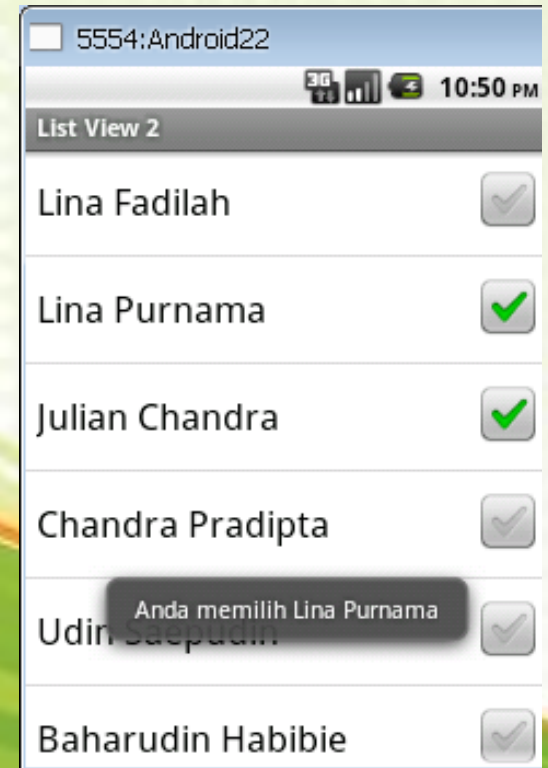 5554:Android22
3G 10:50 PM
List View 2
Lina Fadilah
Lina Purnama
Julian Chandra
Chandra Pradipta
Anda memilih Lina Purnama
Udin Saepudin
Baharudin Habibie